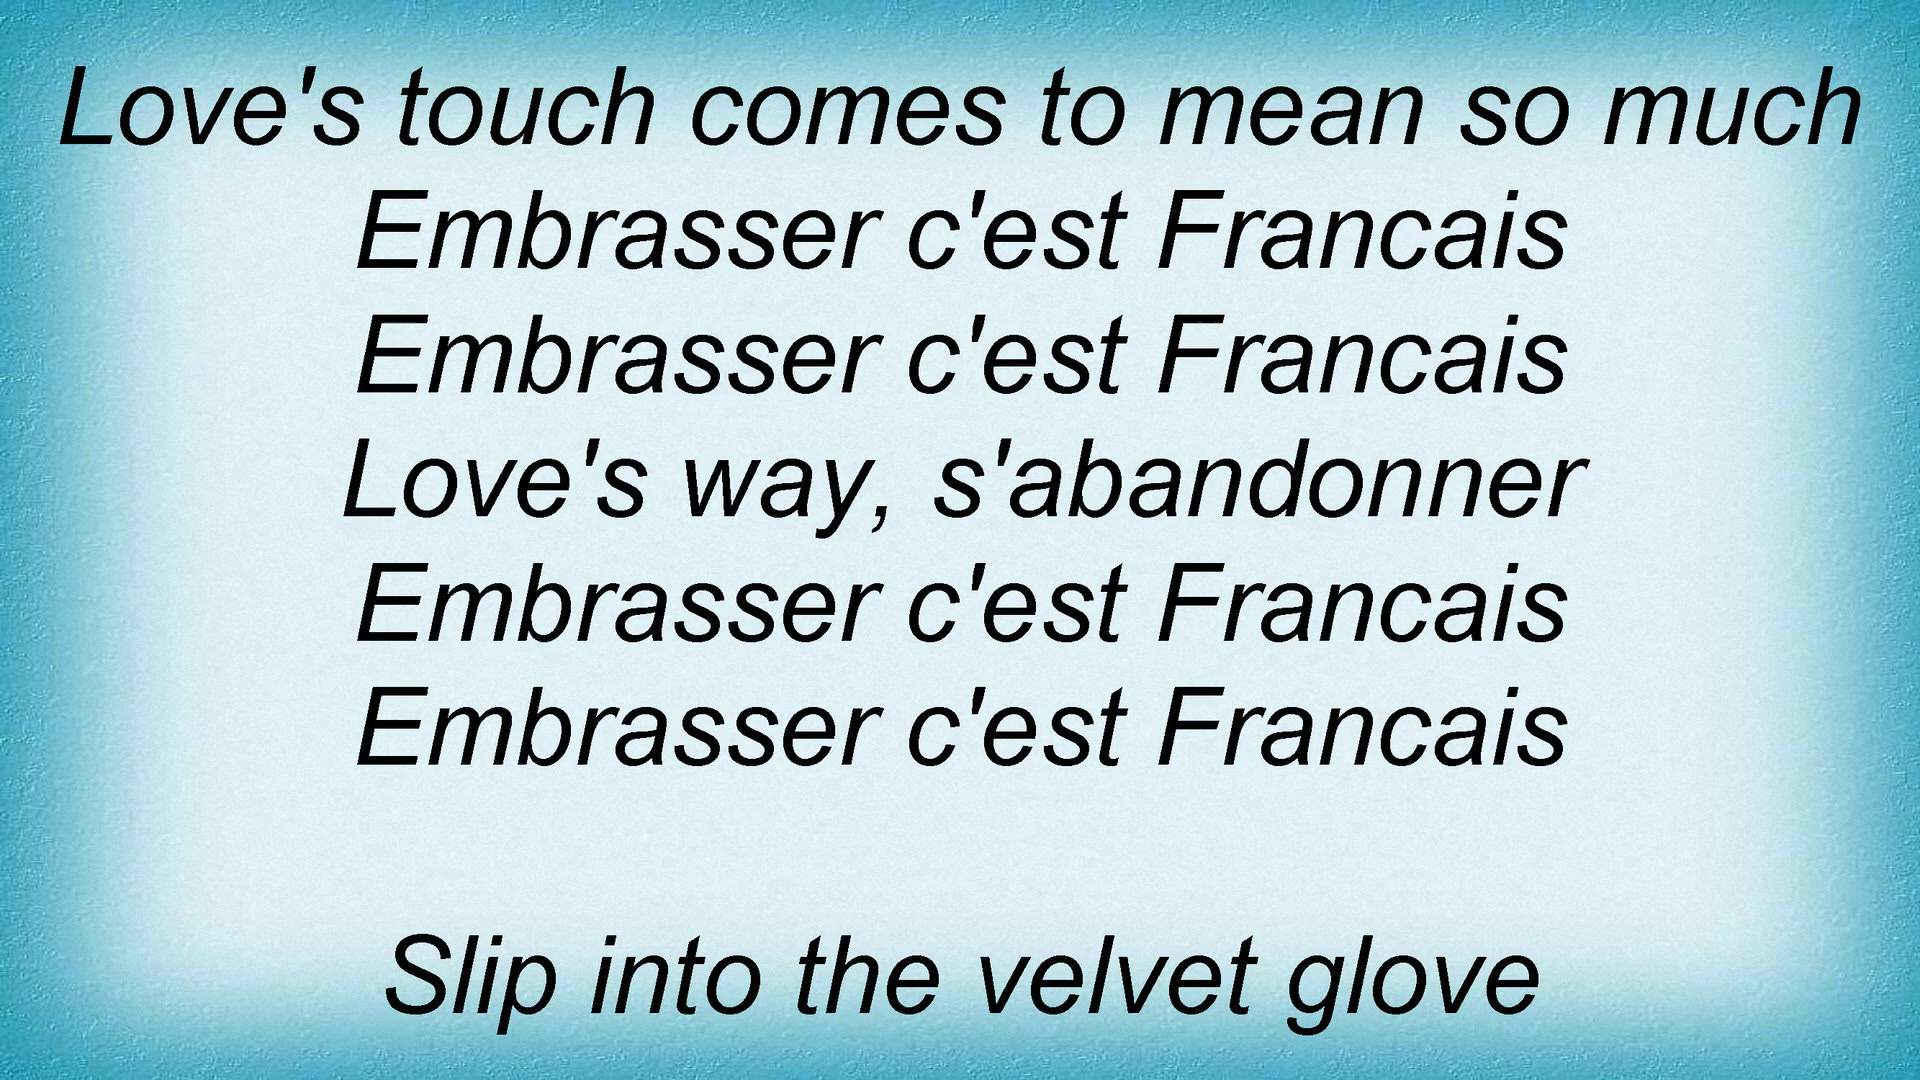 Love's touch comes to mean so much
Embrasser c'est Francais
Embrasser c'est Francais
Love's way, s'abandonner
Embrasser c'est Francais
Embrasser c'est Francais
Slip into the velvet glove